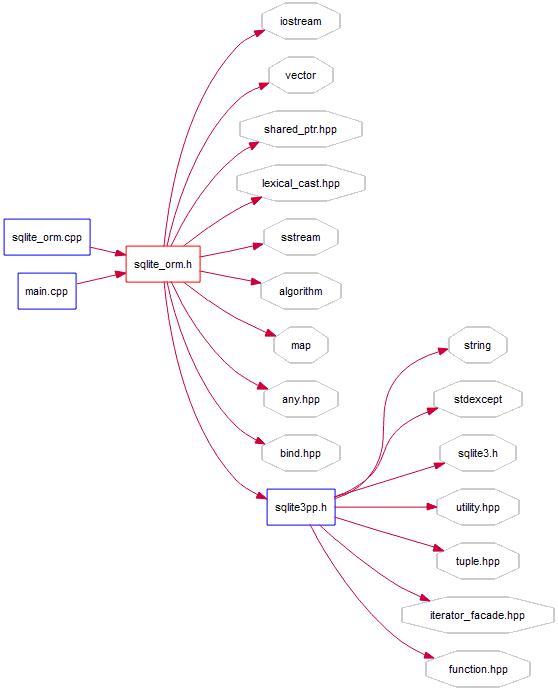 iostream
vector
shared_ptr.hpp
lexical_cast.hpp
sqlite_orm.cpp
sstream
sqlite_orm.h
main.cpp
algorithm
map
string
any.hpp
stdexcept
bind.hpp
sqlite3.h
sqlite3pp.h
utility.hpp
tuple.hpp
iterator_facade.hpp
function.hpp